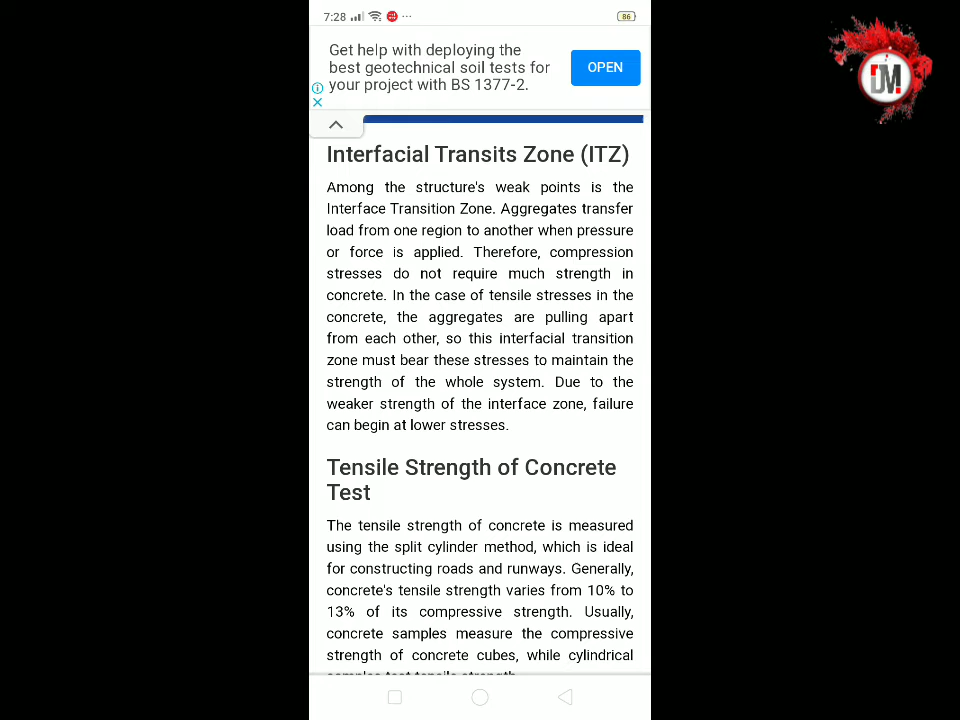 7:28
86
Get help with deploying the
best geotechnical soil tests for
your project with BS 1377-2.
OPEN
Interfacial Transits Zone (ITZ)
Among the structure's weak points is the
Interface Transition Zone. Aggregates transfer
load from one region to another when pressure
or force is applied. Therefore, compression
stresses do not require much strength in
concrete. In the case of tensile stresses in the
concrete, the aggregates are pulling apart
from each other, so this interfacial transition
zone must bear these stresses to maintain the
strength of the whole system. Due to the
weaker strength of the interface zone, failure
can begin at lower stresses.
Tensile Strength of Concrete
Test
The tensile strength of concrete is measured
using the split cylinder method, which is ideal
for constructing roads and runways. Generally,
concrete's tensile strength varies from 10% to
13% of its compressive strength. Usually,
concrete samples measure the compressive
strength of concrete cubes, while cylindrical
samples test tensile strength.